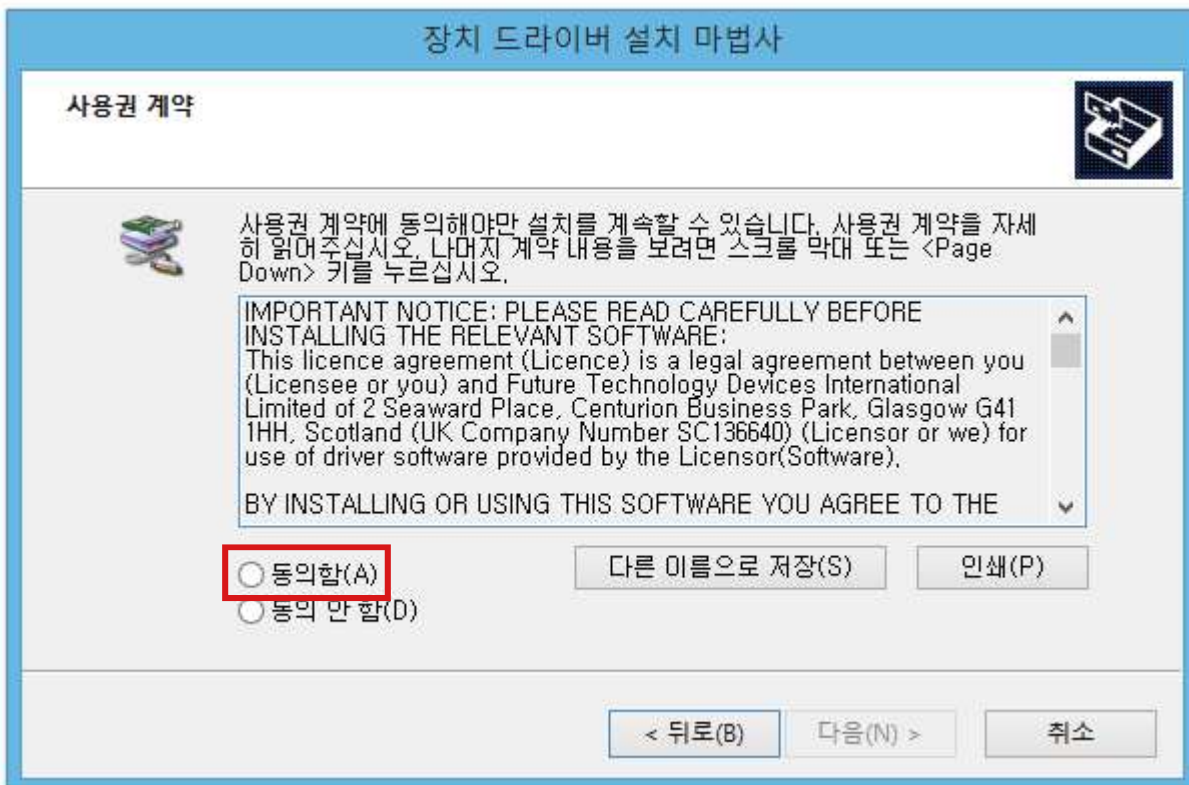 장치 드라이버 설치 마법사
사용권 계약
사용권 계약에 동의해야만 설치를 계속할 수 있습니다. 사용권 계약을 자세
히 읽어주십시오. 나머지 계약 내용을 보려면 스크롤 막대 또는 <Page
Down> 키를 누르십시오.
IMPORTANT NOTICE: PLEASE READ CAREFULLY BEFORE
INSTALLING THE RELEVANT SOFTWARE:
This licence agreement (Licence) is a legal agreement between you
(Licensee or you) and Future Technology Devices International
Limited of 2 Seaward Place, Centurion Business Park, Glasgow G41
1HH, Scotland (UK Company Number SC136640) (Licensor or we) for
use of driver software provided by the Licensor(Software).
BY INSTALLING OR USING THIS SOFTWARE YOU AGREE TO THE
동의함(A) 다른 이름으로 저장(S) 인쇄(P)
동의 안 함(D)
< 뒤로(B) 다음(N) > 취소